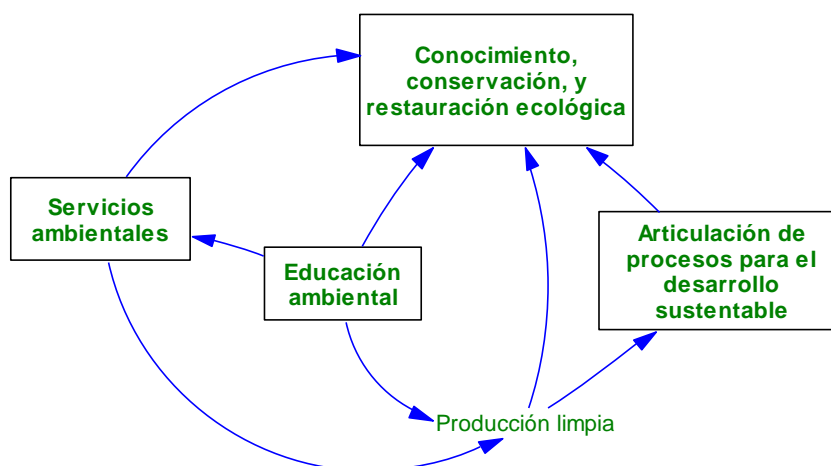 Conocimiento,
conservación, y
restauración ecológica
Servicios
ambientales
Educación
ambiental
Articulación de
procesos para el
desarrollo
sustentable
Producción limpia